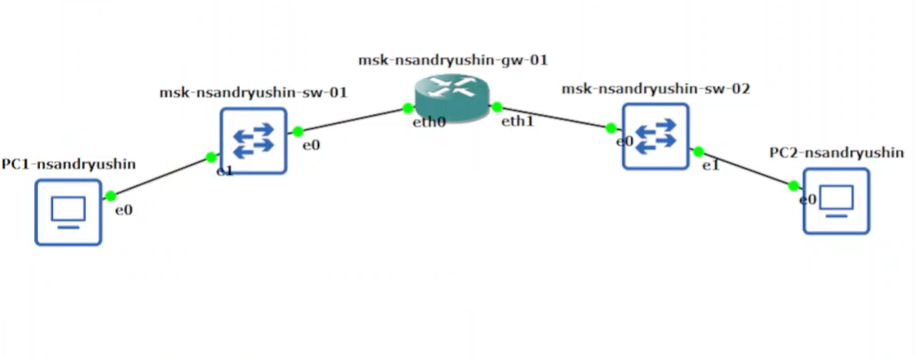 msk-nsandryushin-gw-01
msk-nsandryushin-sw-01
msk-nsandryushin-sw-02
eth0
eth1
e0
e0
PC1-nsandryushin
e1
e1
PC2-nsandryushin
e0
e0